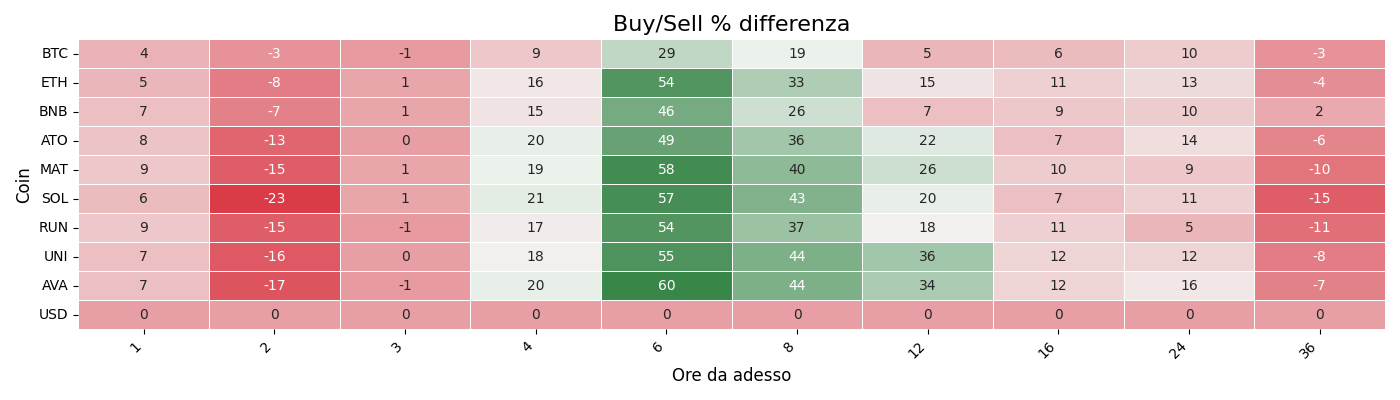 Buy/Sell % differenza
BTC 4 -3 -1 9 29 19 5 6 10 -3
ETH 5 -8 1 16 54 33 15 11 13 -4
BNB 7 -7 1 15 46 26 7 9 10 2
ATO 8 -13 0 20 49 36 22 7 14 -6
MAT 9 -15 1 19 58 40 26 10 9 -10
SOL 6 -23 1 21 57 43 20 7 11 -15
RUN 9 -15 -1 17 54 37 18 11 5 -11
UNI 7 -16 0 18 55 44 36 12 12 -8
AVA 7 -17 -1 20 60 44 34 12 16 -7
USD 0 0 0 0 0 0 0 0 0 0
Coin
1 2 3 4 6 8 12 16 24 36
Ore da adesso